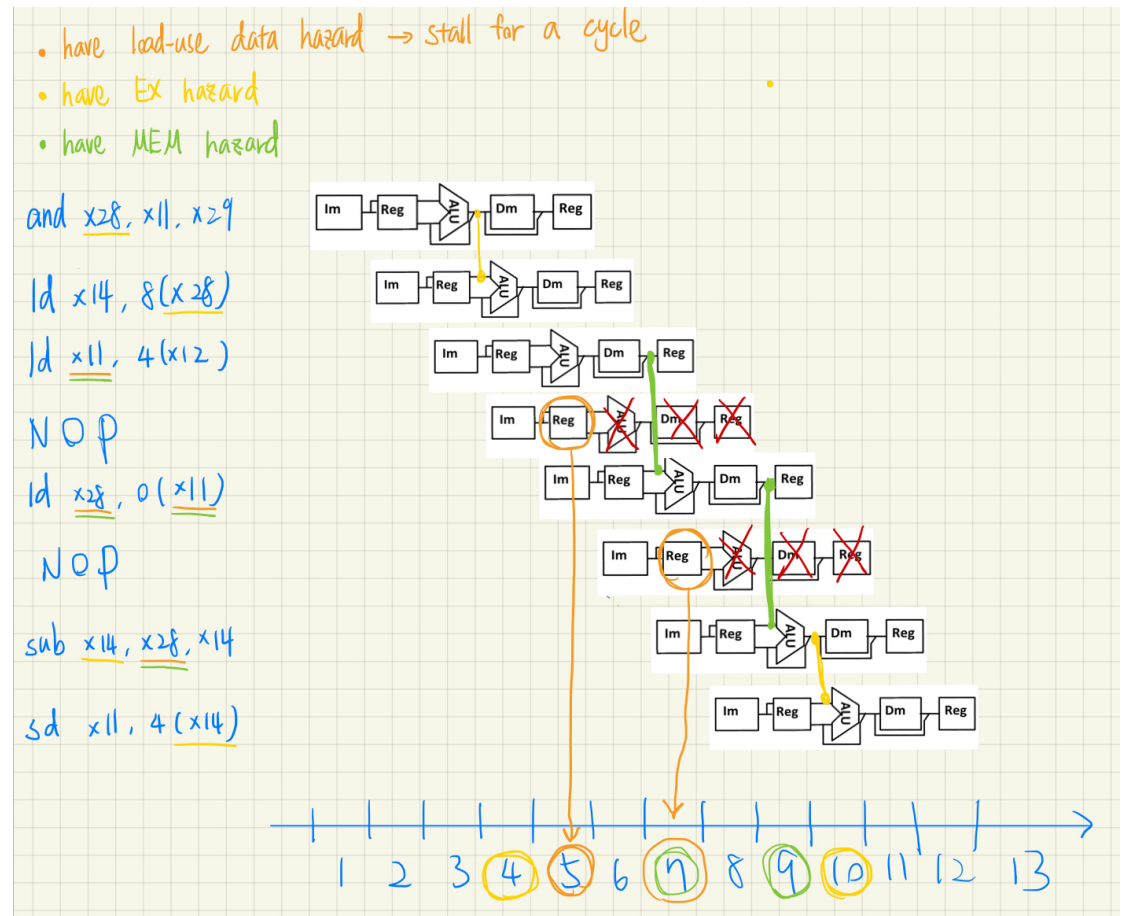 • have load-use data hazard → stall for a cycle
• have EX hazard
• have MEM hazard
and x28, x11, x29
Im Reg ALU Dm Reg
ld x14, 8(x28)
Im Reg ALU Dm Reg
ld x11, 4(x12)
Im Reg ALU Dm Reg
NOP
Im Reg ALU Dm Reg
ld x28, 0(x11)
Im Reg ALU Dm Reg
NOP
Im Reg ALU Dm Reg
sub x14, x28, x14
Im Reg ALU Dm Reg
sd x11, 4(x14)
Im Reg ALU Dm Reg
1 2 3 4 5 6 7 8 9 10 11 12 13